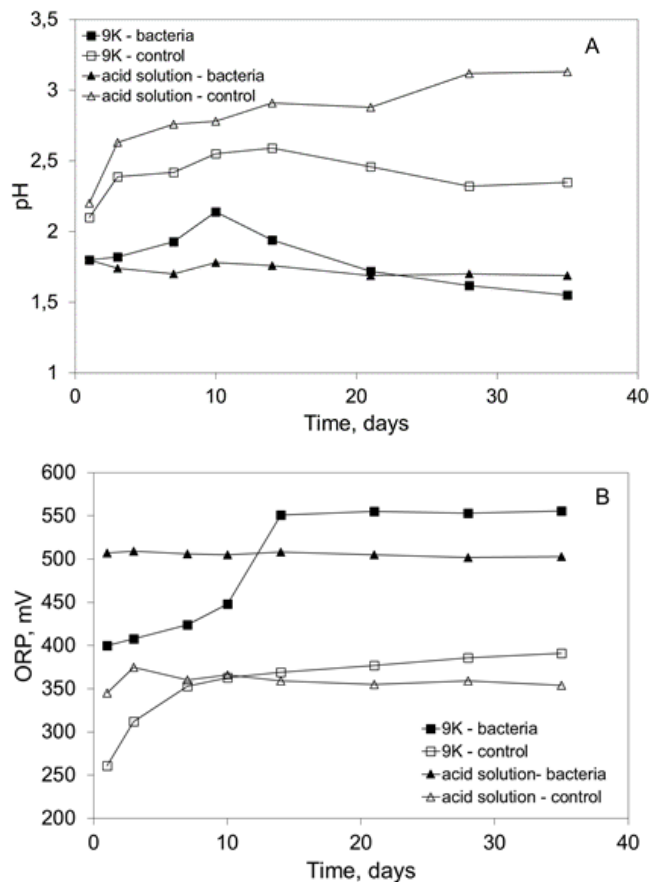 3,5
A
9K - bacteria
9K - control
acid solution - bacteria
acid solution - control
3
2,5
pH
2
1,5
1
0 10 20 30 40
Time, days
600
B
550
500
450
ORP, mV
400
350
300
9K - bacteria
9K - control
acid solution- bacteria
acid solution - control
250
200
0 10 20 30 40
Time, days